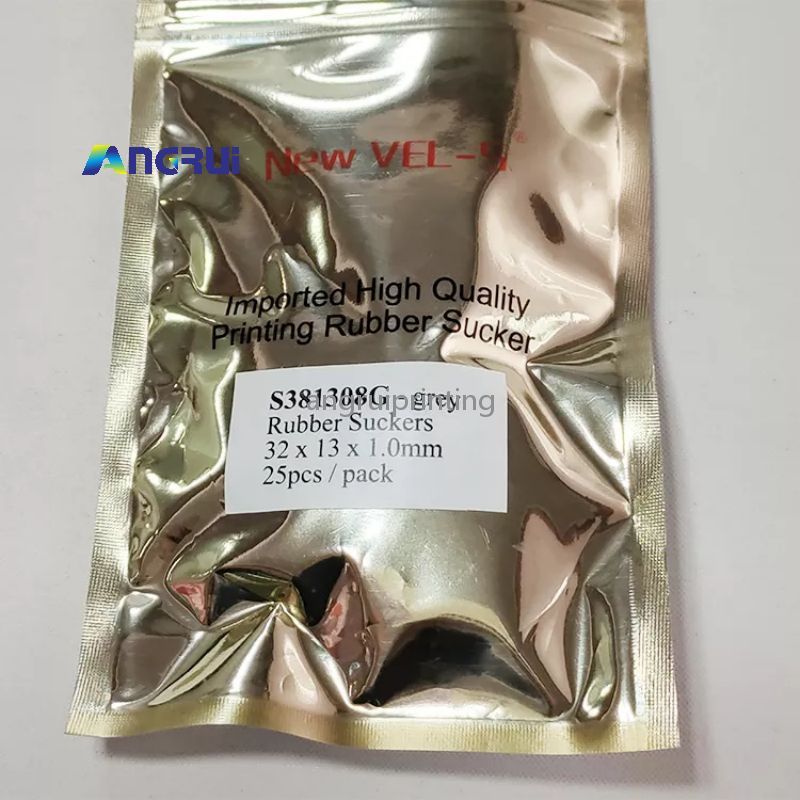 ANGRUI
New VEL-S®
Imported High Quality
Printing Rubber Sucker
S381308G - grey
angruiprinting
Rubber Suckers
32 x 13 x 1.0mm
25pcs / pack